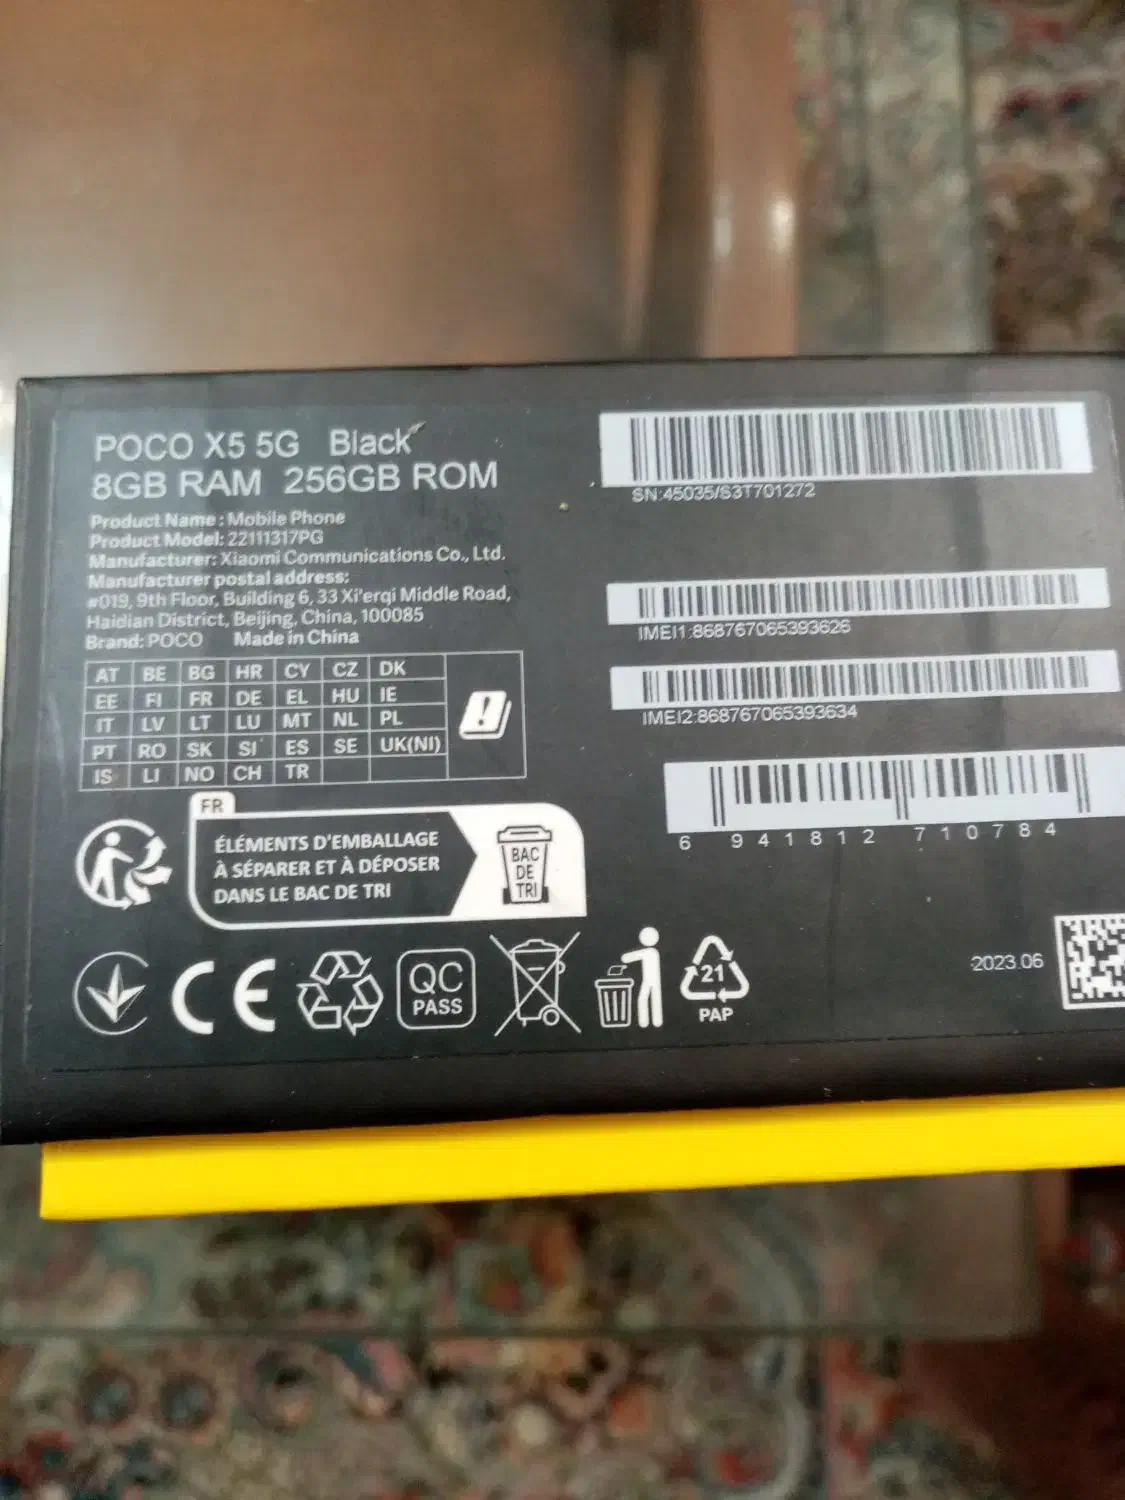 POCO X5 5G Black
8GB RAM 256GB ROM
Product Name : Mobile Phone
Product Model: 22111317PG
Manufacturer: Xiaomi Communications Co., Ltd.
Manufacturer postal address:
#019, 9th Floor, Building 6, 33 Xi'erqi Middle Road,
Haidian District, Beijing, China, 100085
Brand: POCO Made in China
AT BE BG HR CY CZ DK
EE FI FR DE EL HU IE
IT LV LT LU MT NL PL
PT RO SK SI ES SE UK(NI)
IS LI NO CH TR
SN:45035/S3T701272
IMEI1:868767065393626
IMEI2:868767065393634
6 941812 710784
FR
ÉLÉMENTS D'EMBALLAGE
À SÉPARER ET À DÉPOSER
DANS LE BAC DE TRI
BAC
DE
TRI
CE
QC
PASS
21
PAP
2023.06